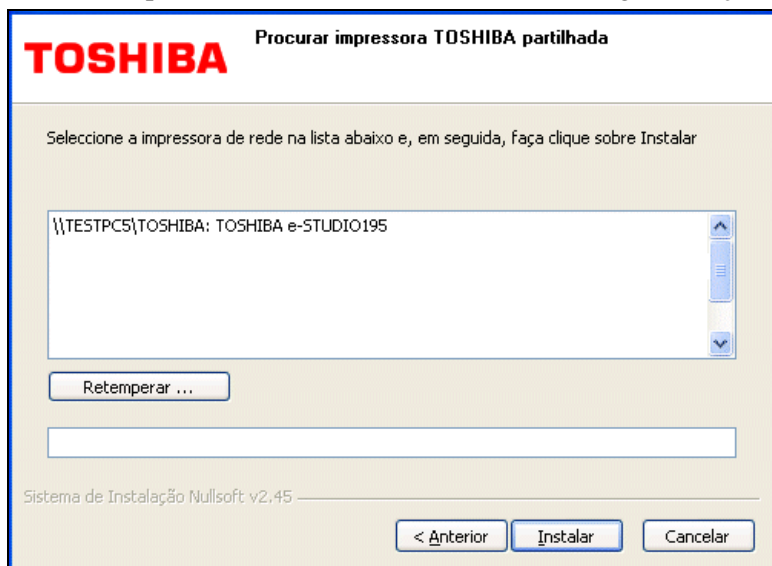 TOSHIBA
Procurar impressora TOSHIBA partilhada
Seleccione a impressora de rede na lista abaixo e, em seguida, faça clique sobre Instalar
\\TESTPC5\TOSHIBA: TOSHIBA e-STUDIO195
Retemperar ...
Sistema de Instalação Nullsoft v2.45
< Anterior
Instalar
Cancelar